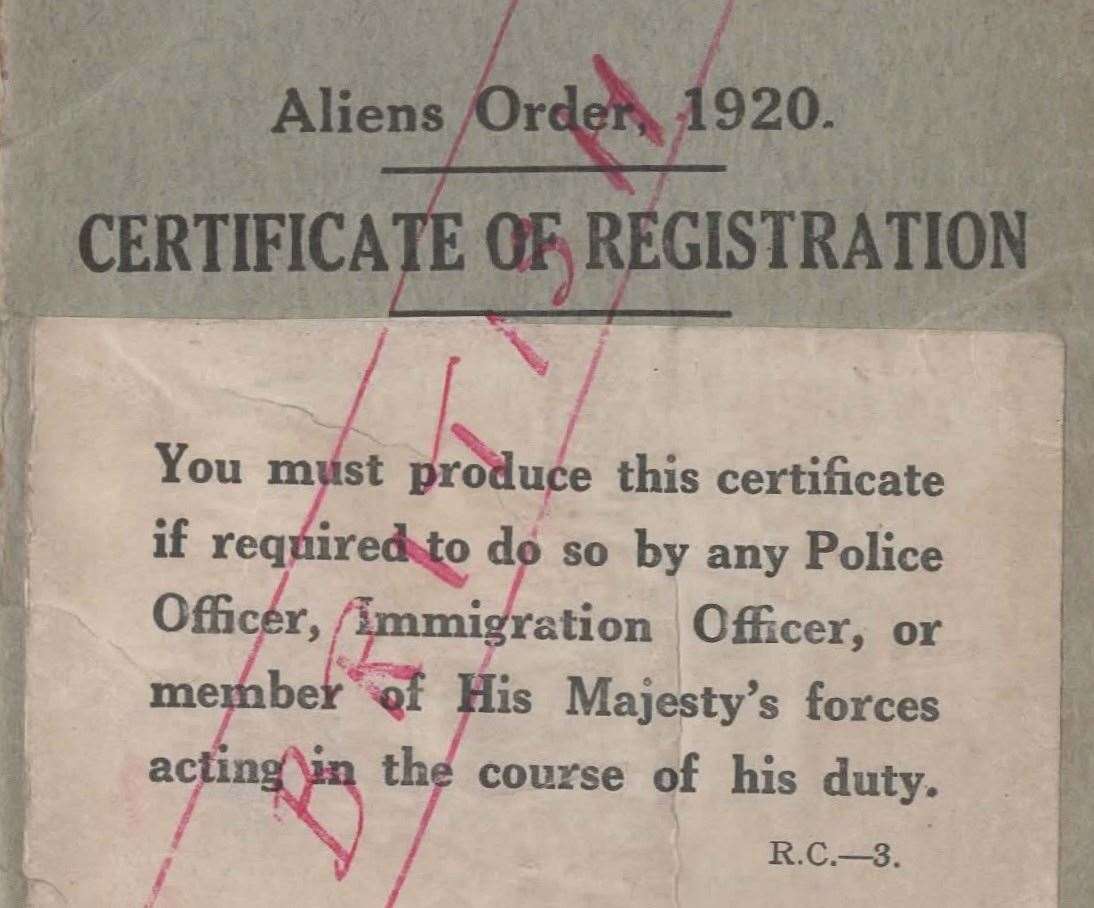 Aliens Order, 1920.
CERTIFICATE OF REGISTRATION
You must produce this certificate
if required to do so by any Police
Officer, Immigration Officer, or
member of His Majesty's forces
acting in the course of his duty.
R.C.—3.
BRITISH